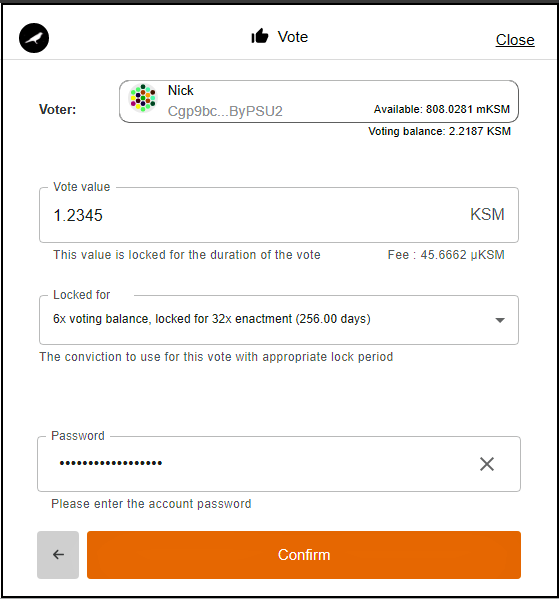 Vote
Close
Voter:
Nick
Cgp9bc...ByPSU2
Available: 808.0281 mKSM
Voting balance: 2.2187 KSM
Vote value
1.2345
KSM
This value is locked for the duration of the vote
Fee : 45.6662 μKSM
Locked for
6x voting balance, locked for 32x enactment (256.00 days)
The conviction to use for this vote with appropriate lock period
Password
••••••••••••••••••
Please enter the account password
Confirm